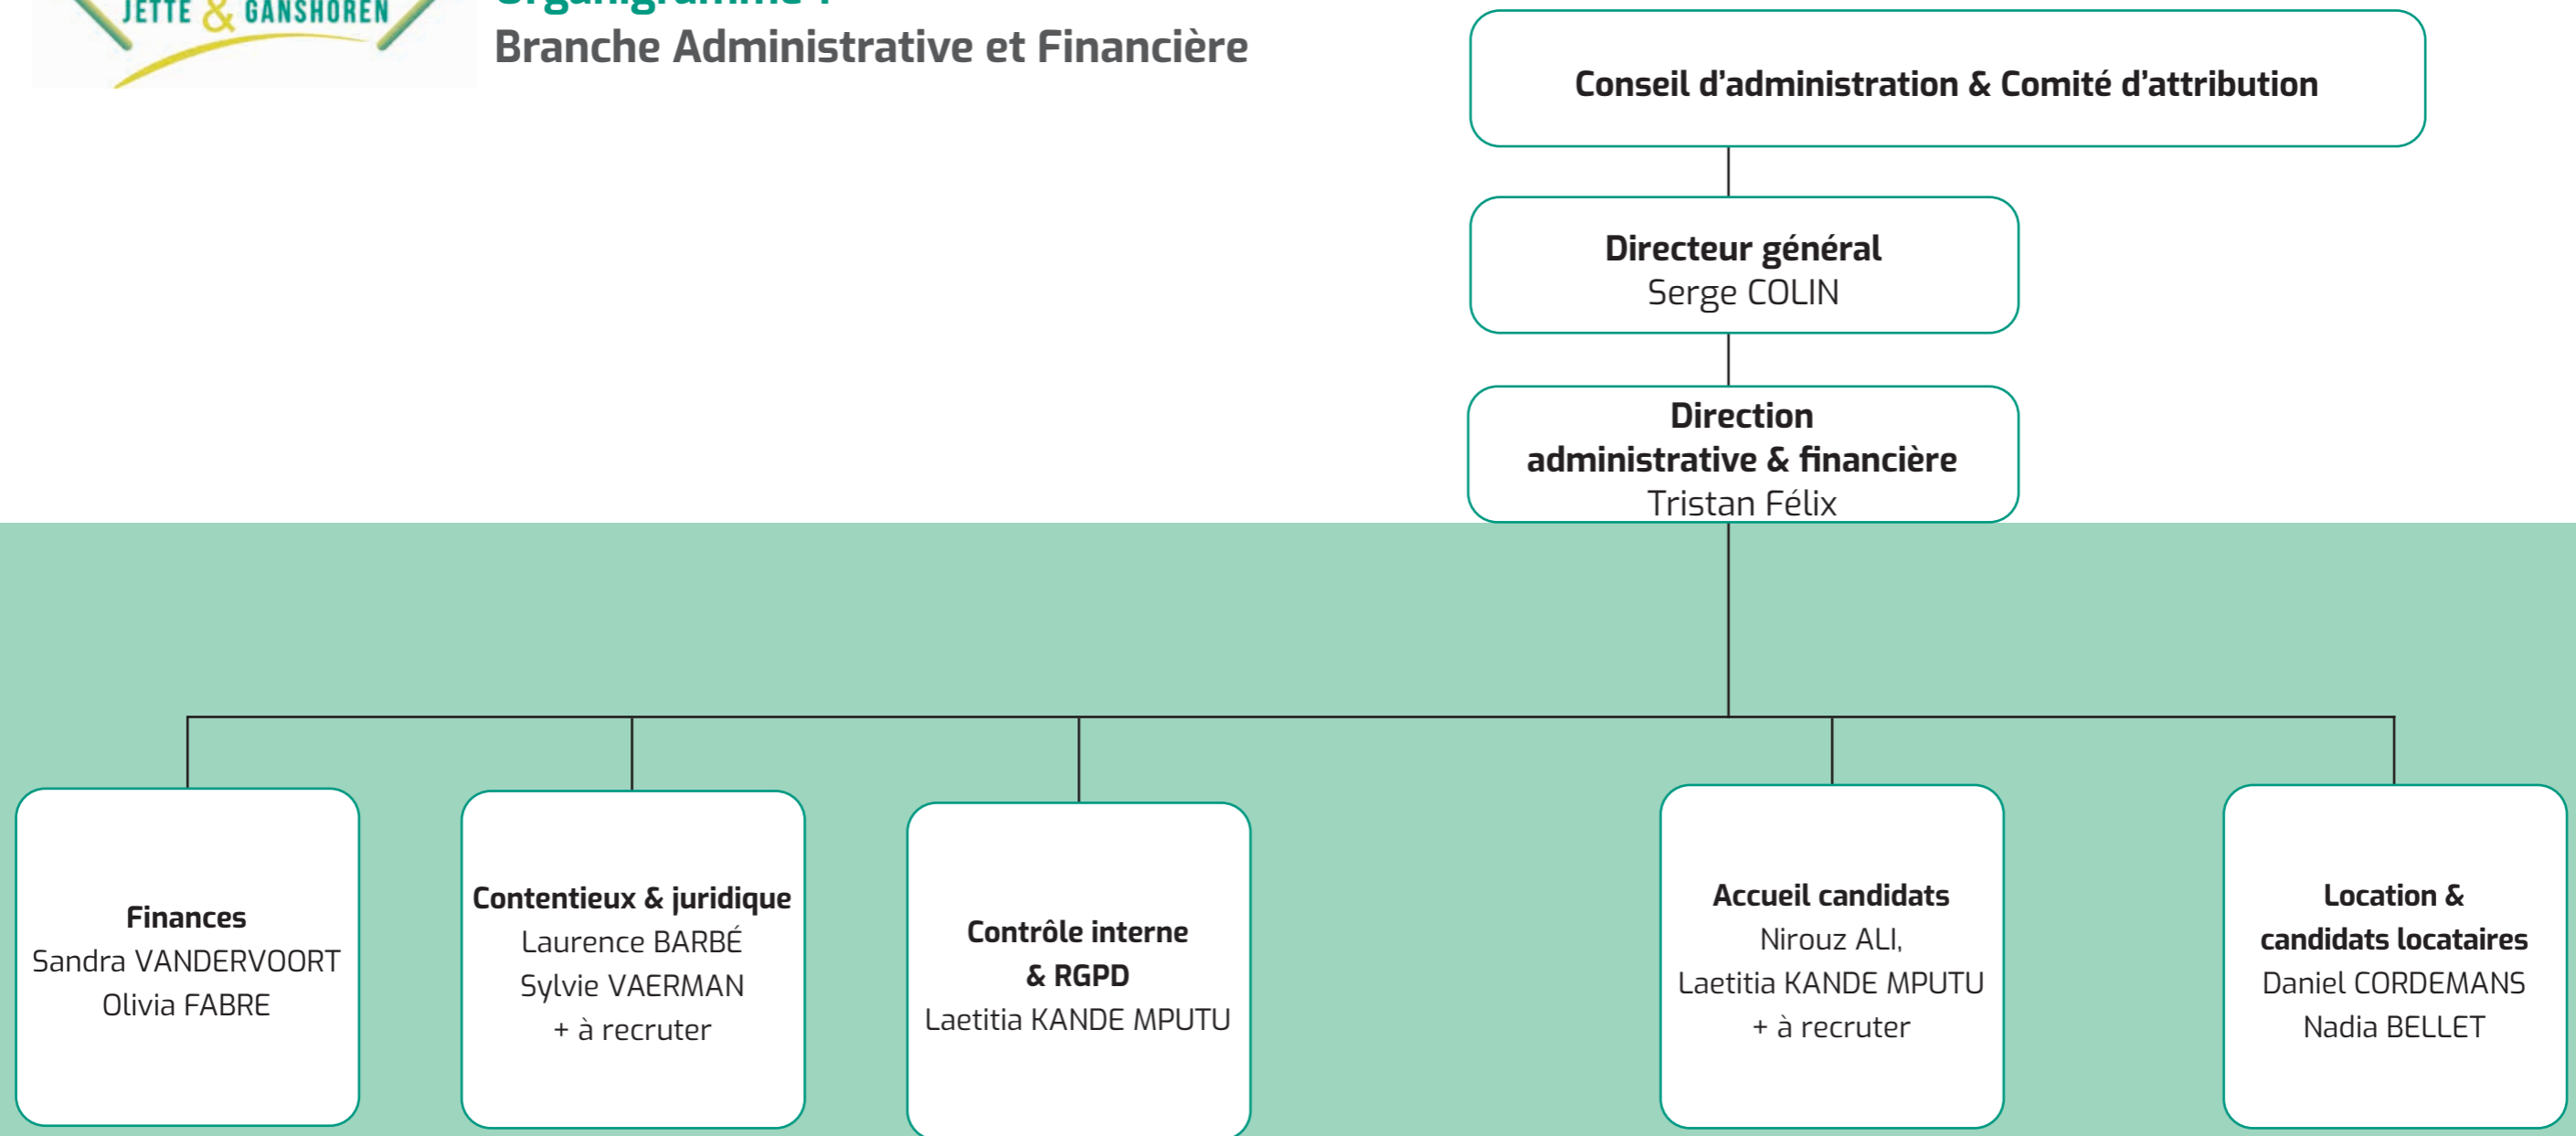 JETTE & GANSHOREN
Organigramme :
Branche Administrative et Financière
Conseil d’administration & Comité d’attribution
Directeur général
Serge COLIN
Direction
administrative & financière
Tristan Félix
Finances
Sandra VANDERVOORT
Olivia FABRE
Contentieux & juridique
Laurence BARBÉ
Sylvie VAERMAN
+ à recruter
Contrôle interne
& RGPD
Laetitia KANDE MPUTU
Accueil candidats
Nirouz ALI,
Laetitia KANDE MPUTU
+ à recruter
Location &
candidats locataires
Daniel CORDEMANS
Nadia BELLET